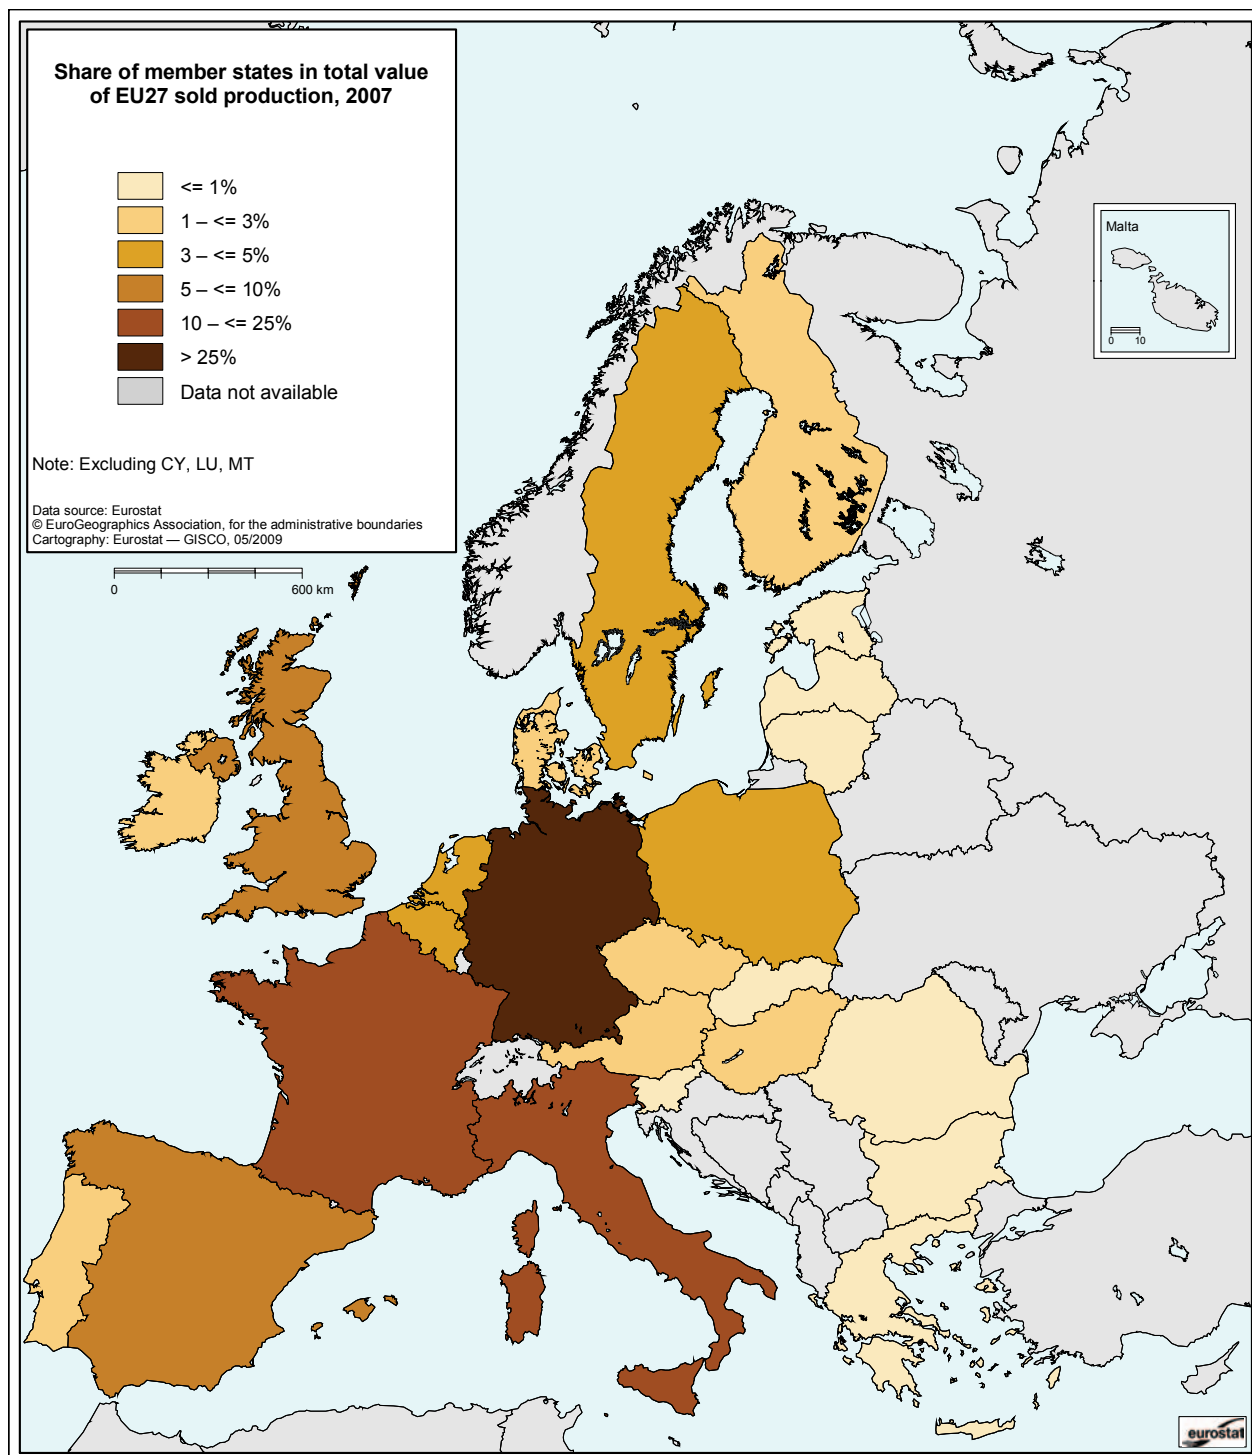 Share of member states in total value
of EU27 sold production, 2007
<= 1%
1 – <= 3%
3 – <= 5%
5 – <= 10%
10 – <= 25%
> 25%
Data not available
Note: Excluding CY, LU, MT
Data source: Eurostat
© EuroGeographics Association, for the administrative boundaries
Cartography: Eurostat — GISCO, 05/2009
0 600 km
Malta
0 10
eurostat